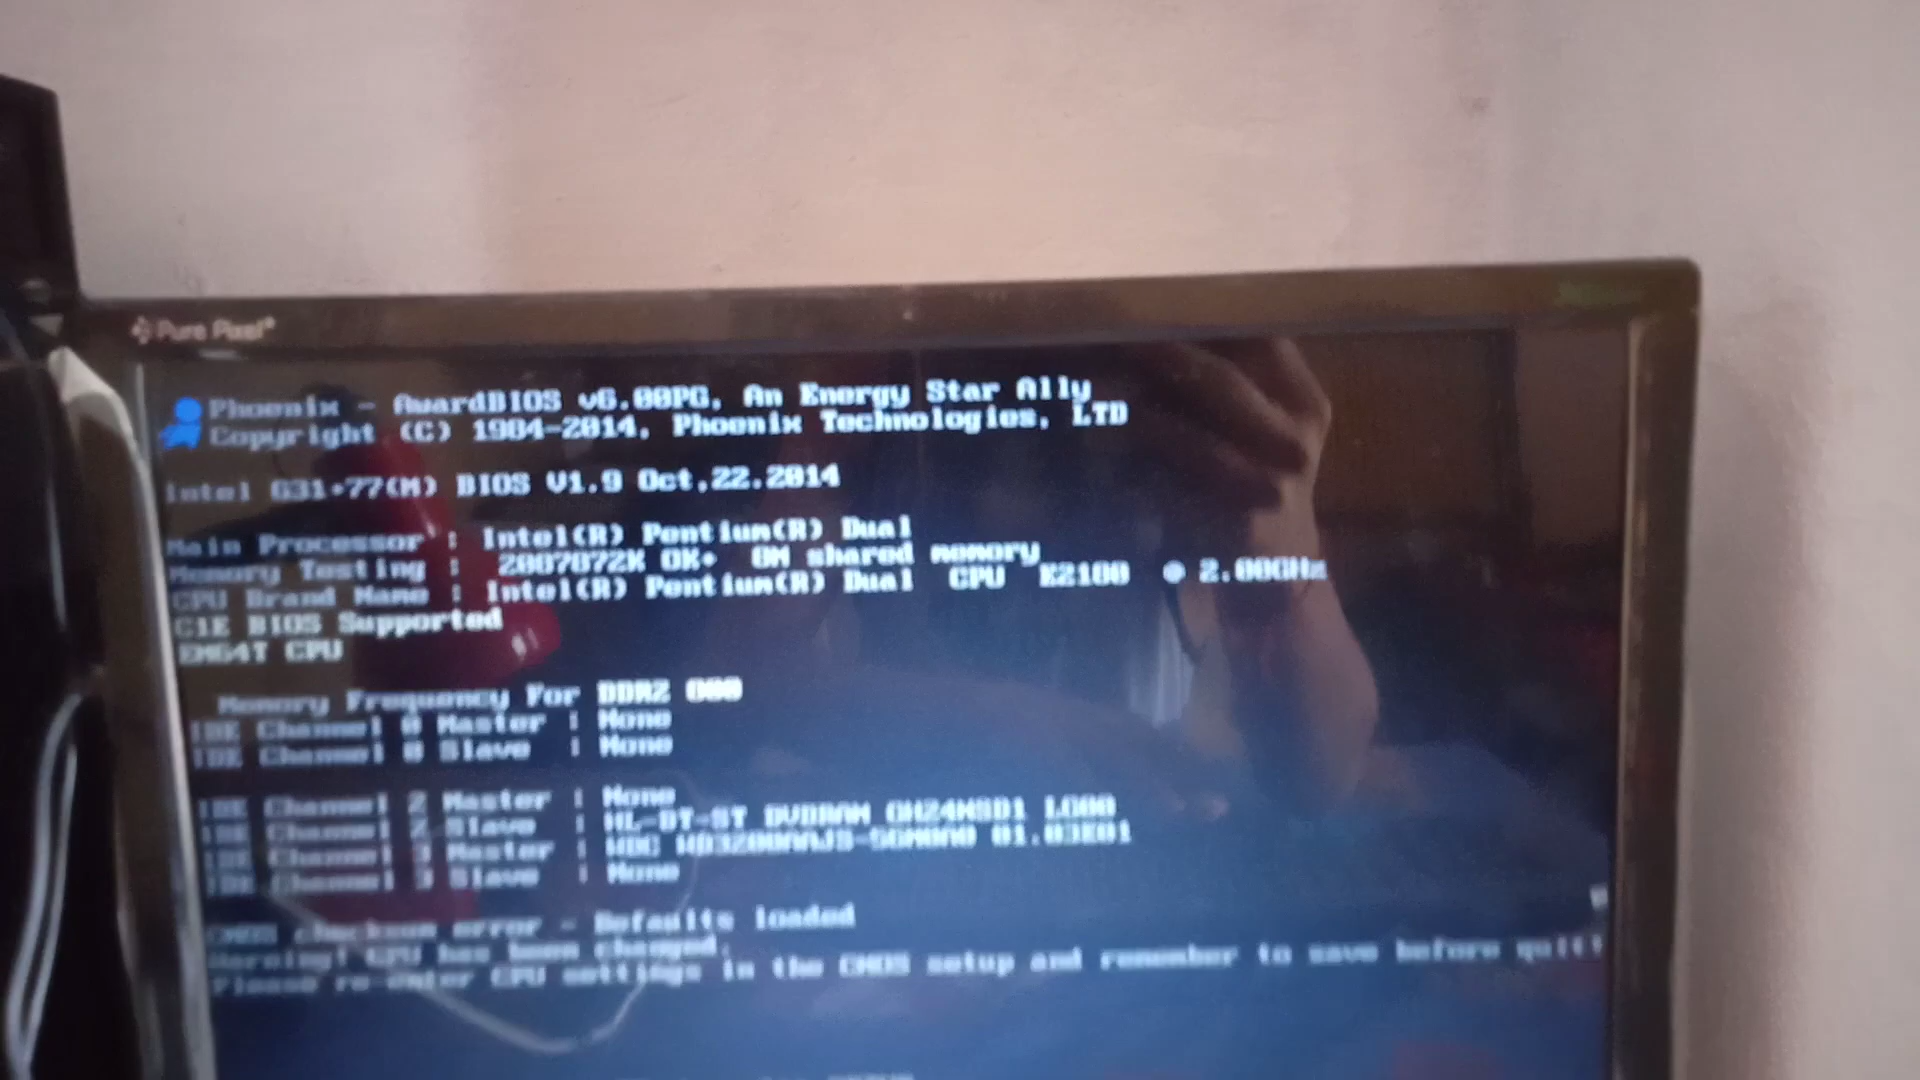 Pure Pixel
Phoenix - AwardBIOS v6.00PG, An Energy Star Ally
Copyright (C) 1984-2014, Phoenix Technologies, LTD
Intel G31+77(M) BIOS V1.9 Oct,22.2014
Main Processor : Intel(R) Pentium(R) Dual
Memory Testing : 2087872K OK+ 8M shared memory
CPU Brand Name : Intel(R) Pentium(R) Dual CPU E2180 @ 2.00GHz
C1E BIOS Supported
EM64T CPU
Memory Frequency For DDR2
IDE Channel 0 Master : None
IDE Channel 0 Slave : None
IDE Channel 2 Master : None
IDE Channel 2 Slave : HL-DT-ST DVDRAM GH24NSD1 LG00
IDE Channel 3 Master : WDC 01.03E01
IDE Channel 3 Slave : None
CMOS checksum error - Defaults loaded
Warning! CPU has been changed.
Please re-enter CPU settings in the CMOS setup and remember to save before quit!